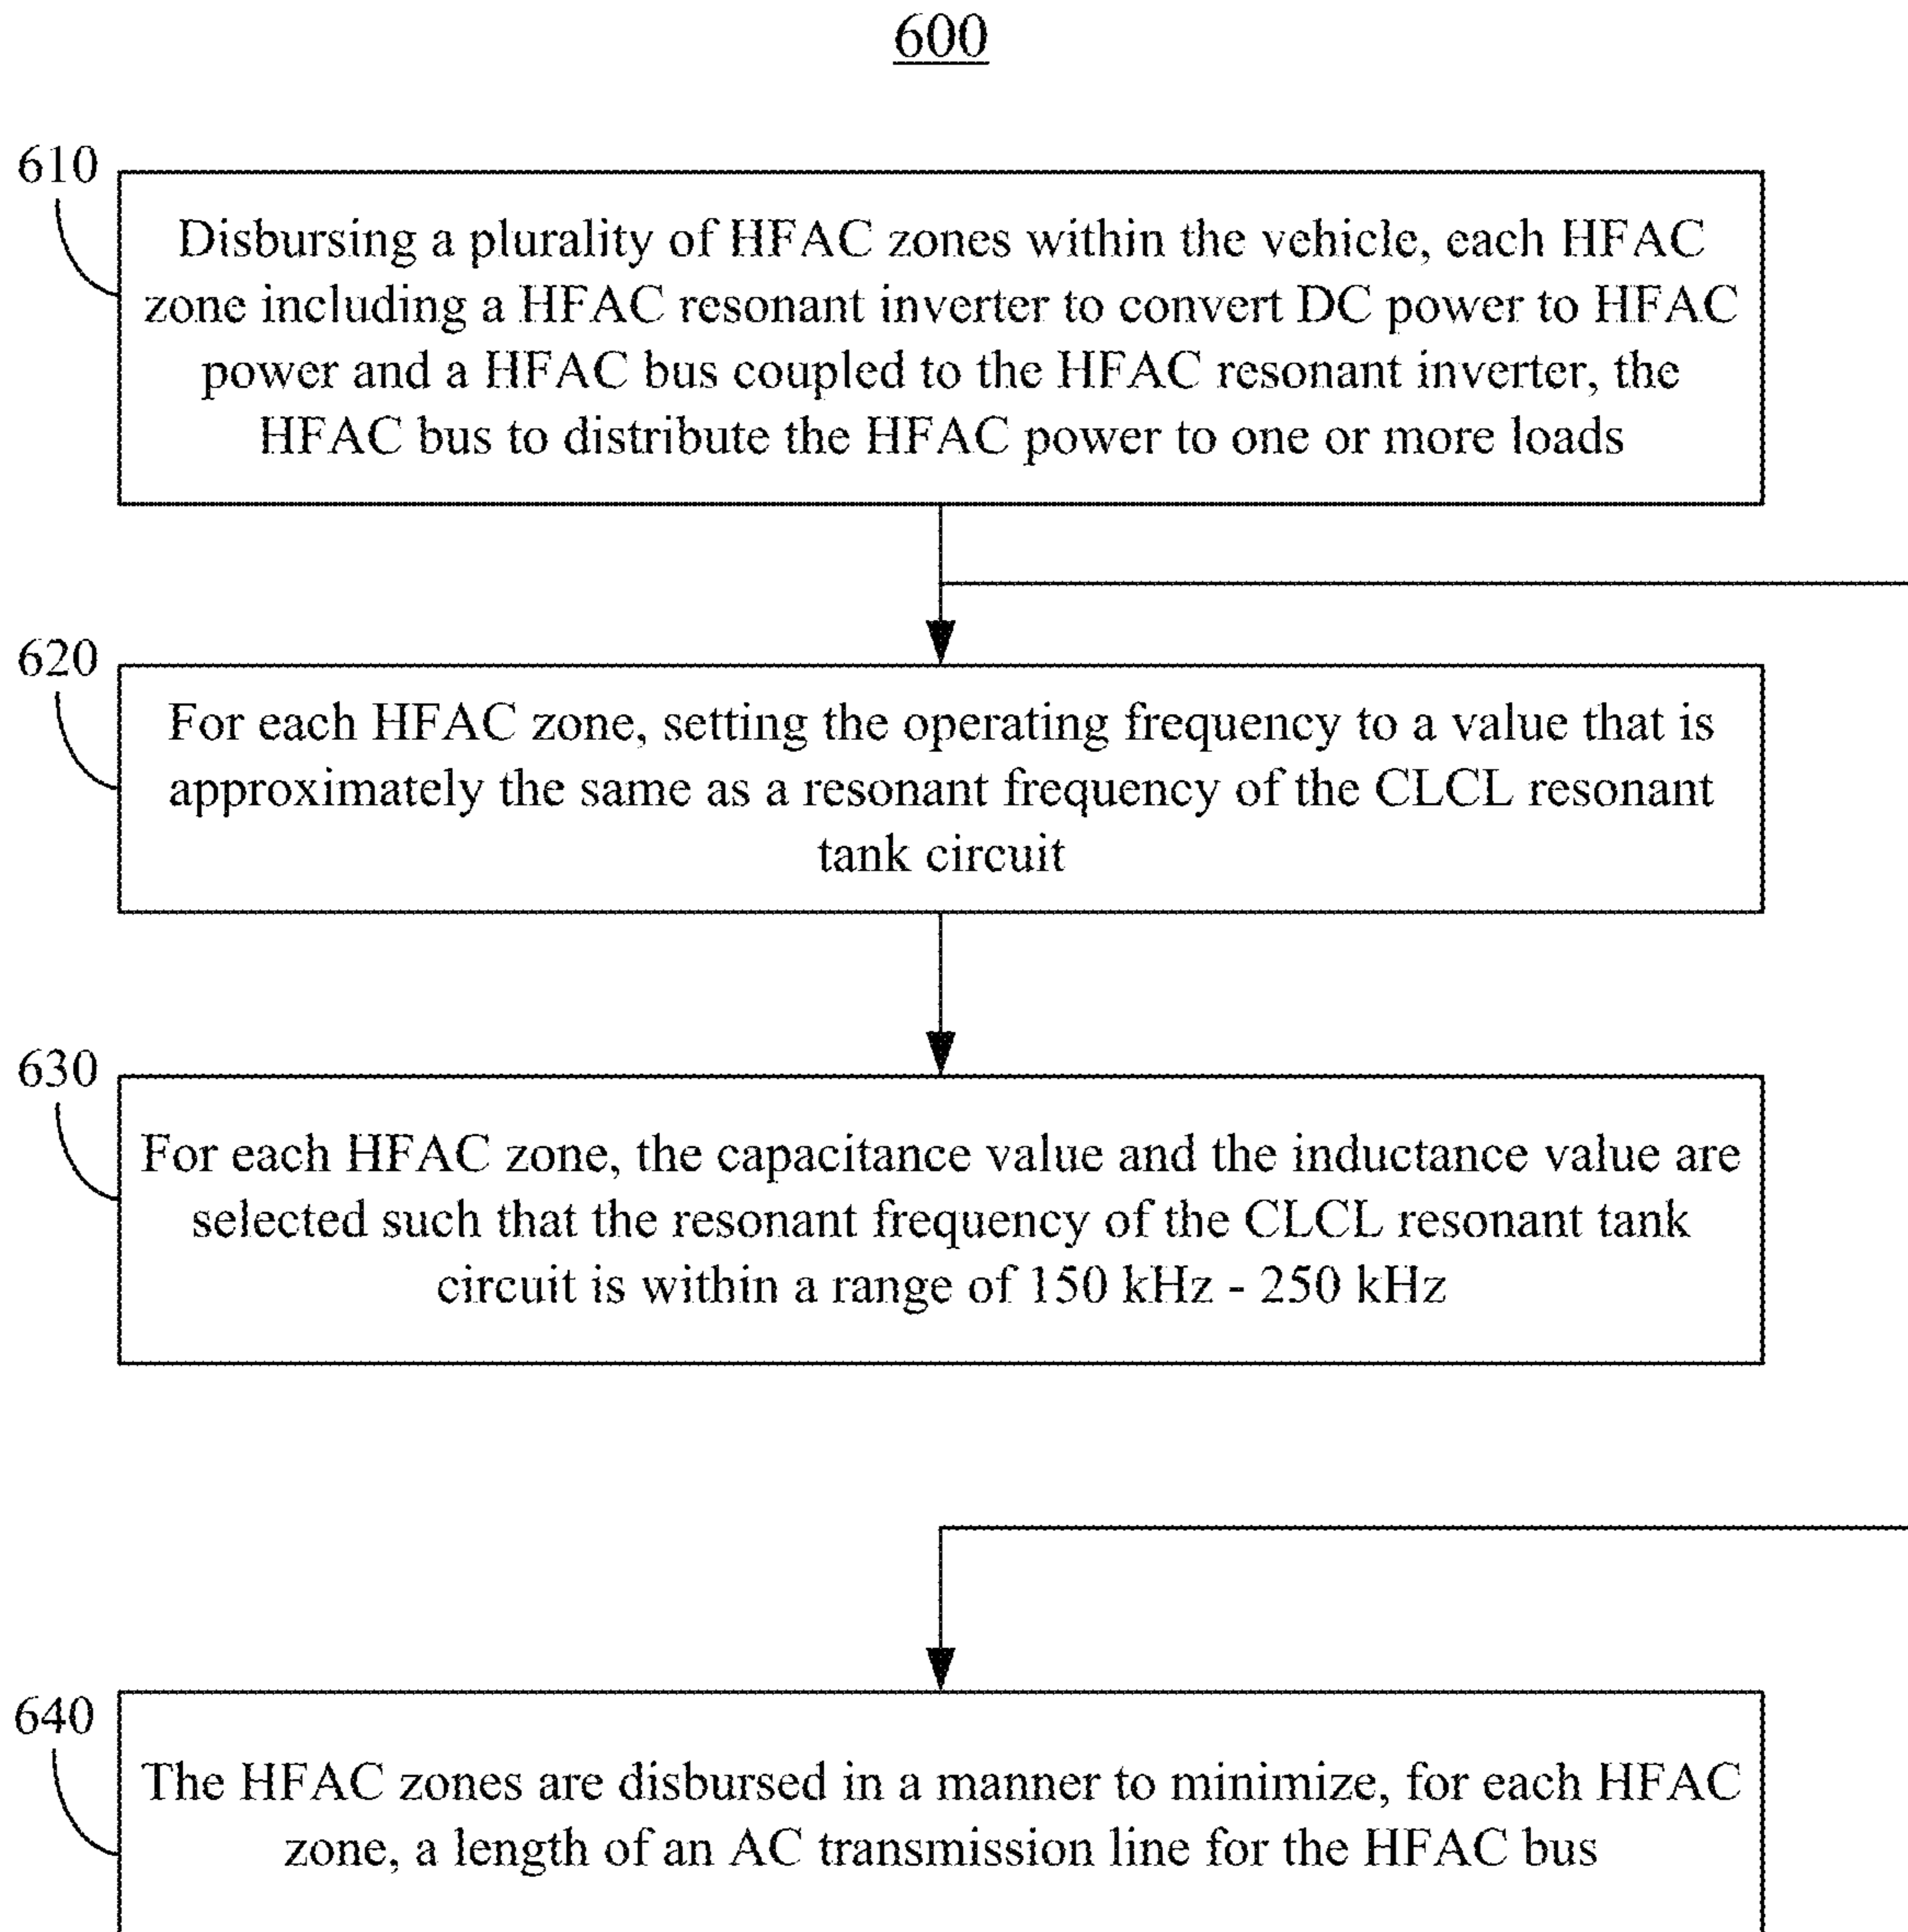 600
610
Disbursing a plurality of HFAC zones within the vehicle, each HFAC
zone including a HFAC resonant inverter to convert DC power to HFAC
power and a HFAC bus coupled to the HFAC resonant inverter, the
HFAC bus to distribute the HFAC power to one or more loads
620
For each HFAC zone, setting the operating frequency to a value that is
approximately the same as a resonant frequency of the CLCL resonant
tank circuit
630
For each HFAC zone, the capacitance value and the inductance value are
selected such that the resonant frequency of the CLCL resonant tank
circuit is within a range of 150 kHz - 250 kHz
640
The HFAC zones are disbursed in a manner to minimize, for each HFAC
zone, a length of an AC transmission line for the HFAC bus